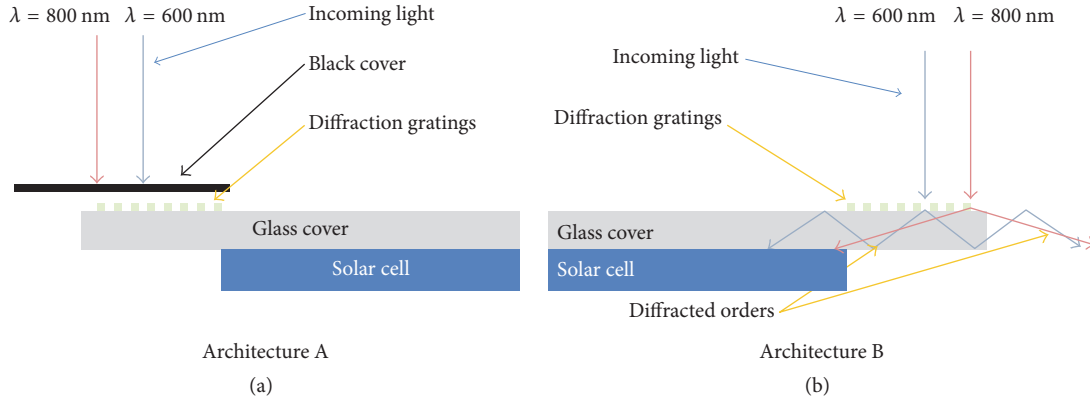 λ = 800 nm λ = 600 nm
Incoming light
Black cover
Diffraction gratings
Glass cover
Solar cell
Architecture A
(a)
λ = 600 nm λ = 800 nm
Incoming light
Diffraction gratings
Glass cover
Solar cell
Diffracted orders
Architecture B
(b)